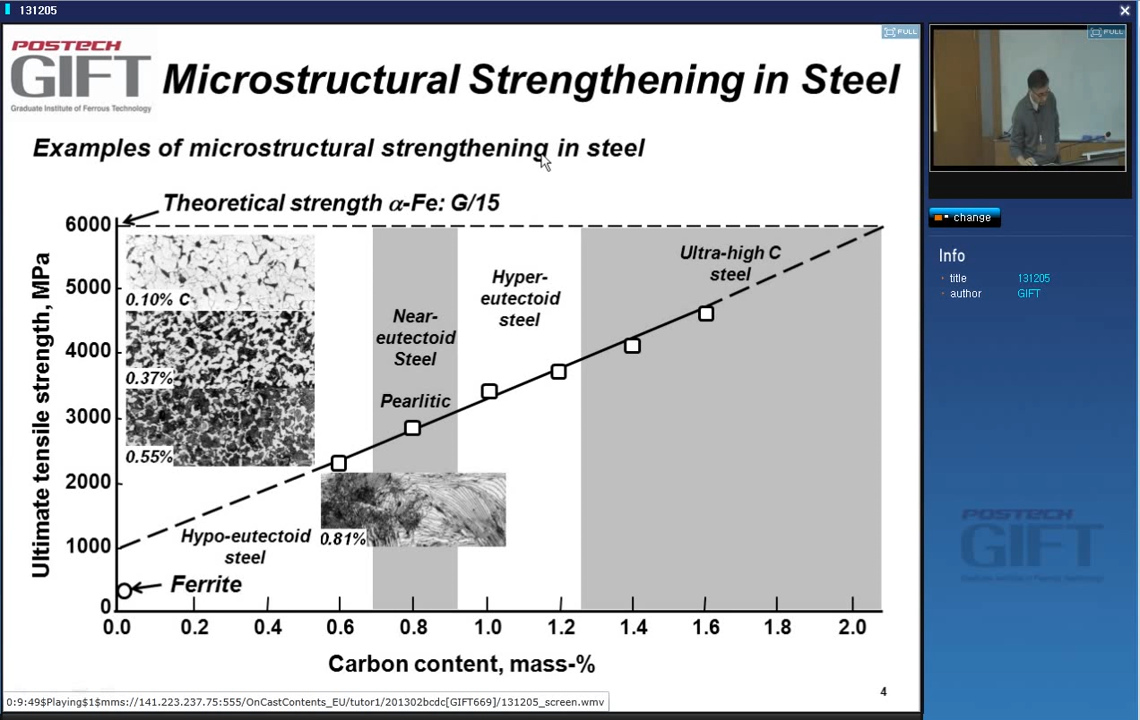 131205
FULL
FULL
POSTECH
GIFT
Graduate Institute of Ferrous Technology
Microstructural Strengthening in Steel
Examples of microstructural strengthening in steel
Theoretical strength α-Fe: G/15
Ultimate tensile strength, MPa
6000
5000
4000
3000
2000
1000
0
0.10% C
0.37%
0.55%
0.81%
Near-
eutectoid
Steel
Pearlitic
Hyper-
eutectoid
steel
Ultra-high C
steel
Hypo-eutectoid
steel
Ferrite
0.0 0.2 0.4 0.6 0.8 1.0 1.2 1.4 1.6 1.8 2.0
Carbon content, mass-%
4
0:9:49$Playing$1$mms://141.223.237.75:555/OnCastContents_EU/tutor1/201302bcdc[GIFT669]/131205_screen.wmv
change
Info
title 131205
author GIFT
POSTECH
GIFT